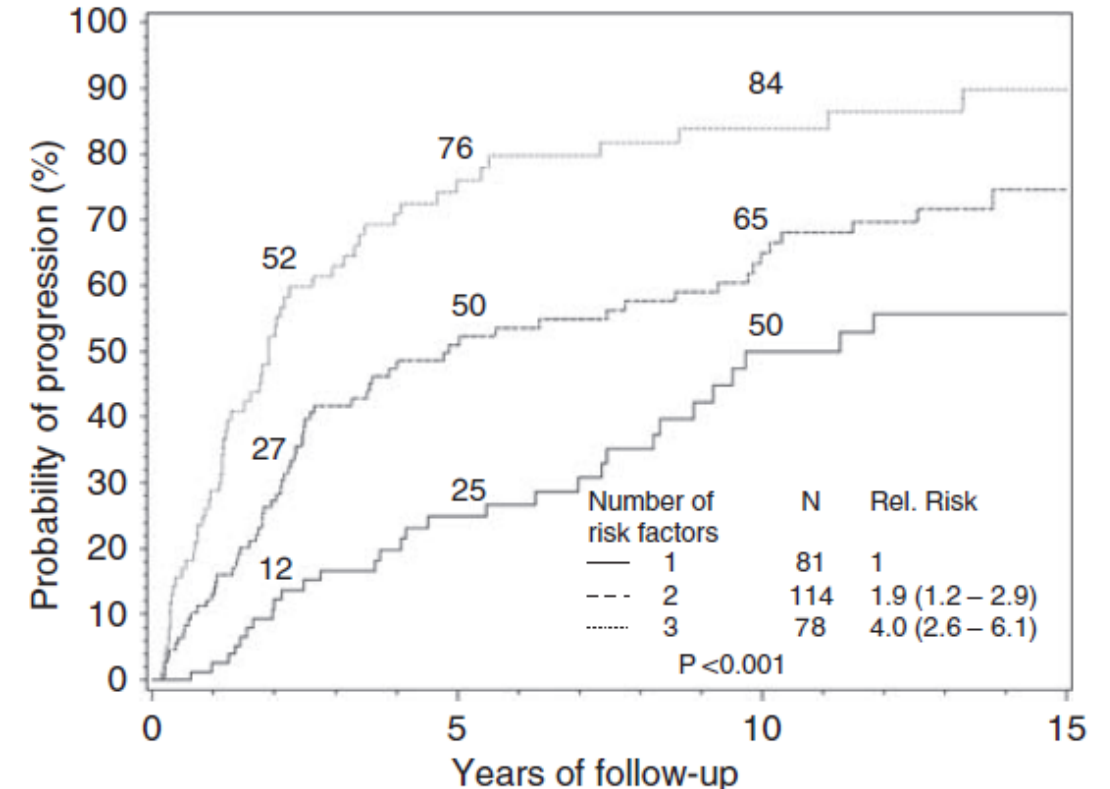 Probability of progression (%)
100
90
80
70
60
50
40
30
20
10
0
84
76
65
52
50
50
27
25
12
Number of N Rel. Risk
risk factors
1 81 1
2 114 1.9 (1.2 – 2.9)
3 78 4.0 (2.6 – 6.1)
P <0.001
0 5 10 15
Years of follow-up